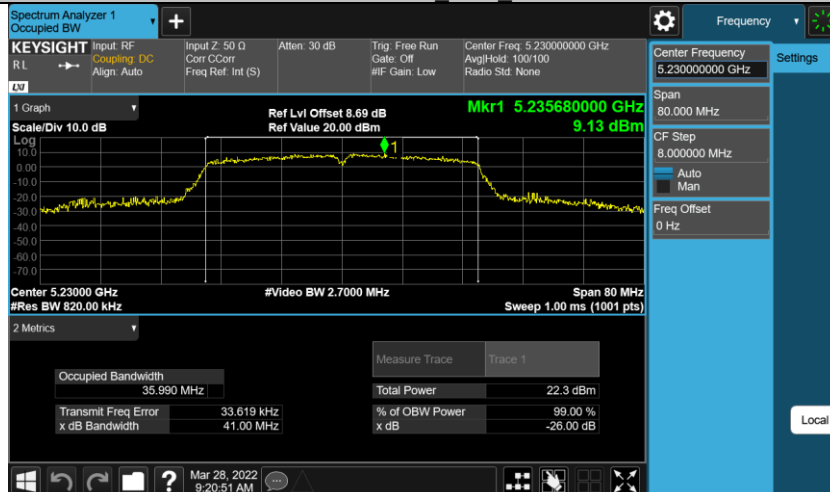 Spectrum Analyzer 1
Occupied BW
Frequency
KEYSIGHT
RL
LXI
Input: RF
Coupling: DC
Align: Auto
Input Z: 50 Ω
Corr CCorr
Freq Ref: Int (S)
Atten: 30 dB
Trig: Free Run
Gate: Off
#IF Gain: Low
Center Freq: 5.230000000 GHz
Avg|Hold: 100/100
Radio Std: None
Center Frequency
5.230000000 GHz
Settings
Span
80.000 MHz
CF Step
8.000000 MHz
Auto
Man
Freq Offset
0 Hz
Local
1 Graph
Scale/Div 10.0 dB
Ref Lvl Offset 8.69 dB
Ref Value 20.00 dBm
Mkr1 5.235680000 GHz
9.13 dBm
Log
10.0
0.00
-10.0
-20.0
-30.0
-40.0
-50.0
-60.0
-70.0
1
Center 5.23000 GHz
#Res BW 820.00 kHz
#Video BW 2.7000 MHz
Span 80 MHz
Sweep 1.00 ms (1001 pts)
2 Metrics
Measure Trace Trace 1
Occupied Bandwidth
35.990 MHz
Total Power 22.3 dBm
Transmit Freq Error 33.619 kHz
% of OBW Power 99.00 %
x dB Bandwidth 41.00 MHz
x dB -26.00 dB
Mar 28, 2022
9:20:51 AM